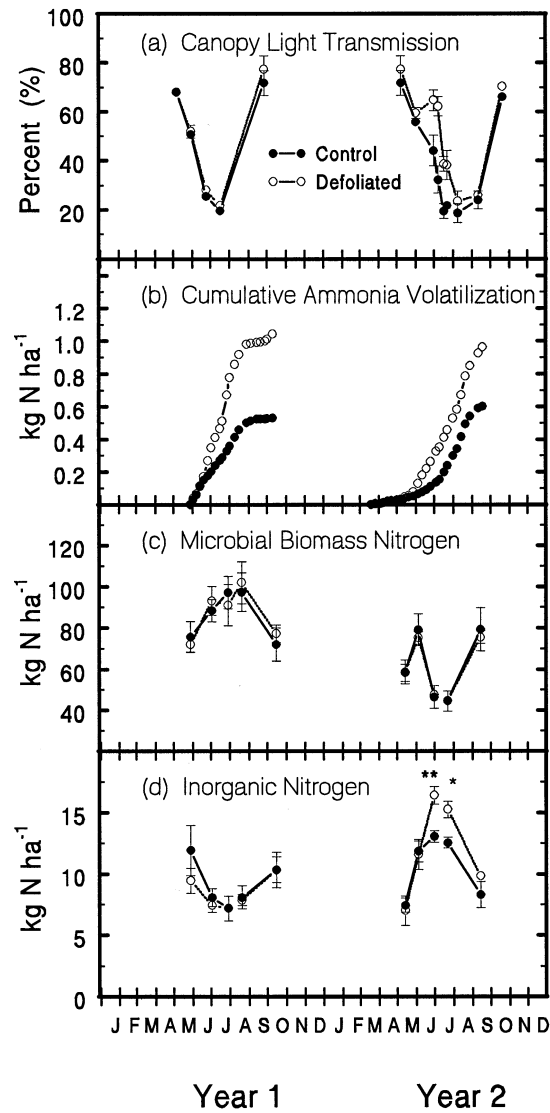 100
(a) Canopy Light Transmission
80
60
40
20
Percent (%)
Control
Defoliated
(b) Cumulative Ammonia Volatilization
1.2
1.0
0.8
0.6
0.4
0.2
kg N ha-1
(c) Microbial Biomass Nitrogen
120
100
80
60
40
kg N ha-1
(d) Inorganic Nitrogen
** *
15
10
5
0
kg N ha-1
J F M A M J J A S O N D J F M A M J J A S O N D
Year 1 Year 2